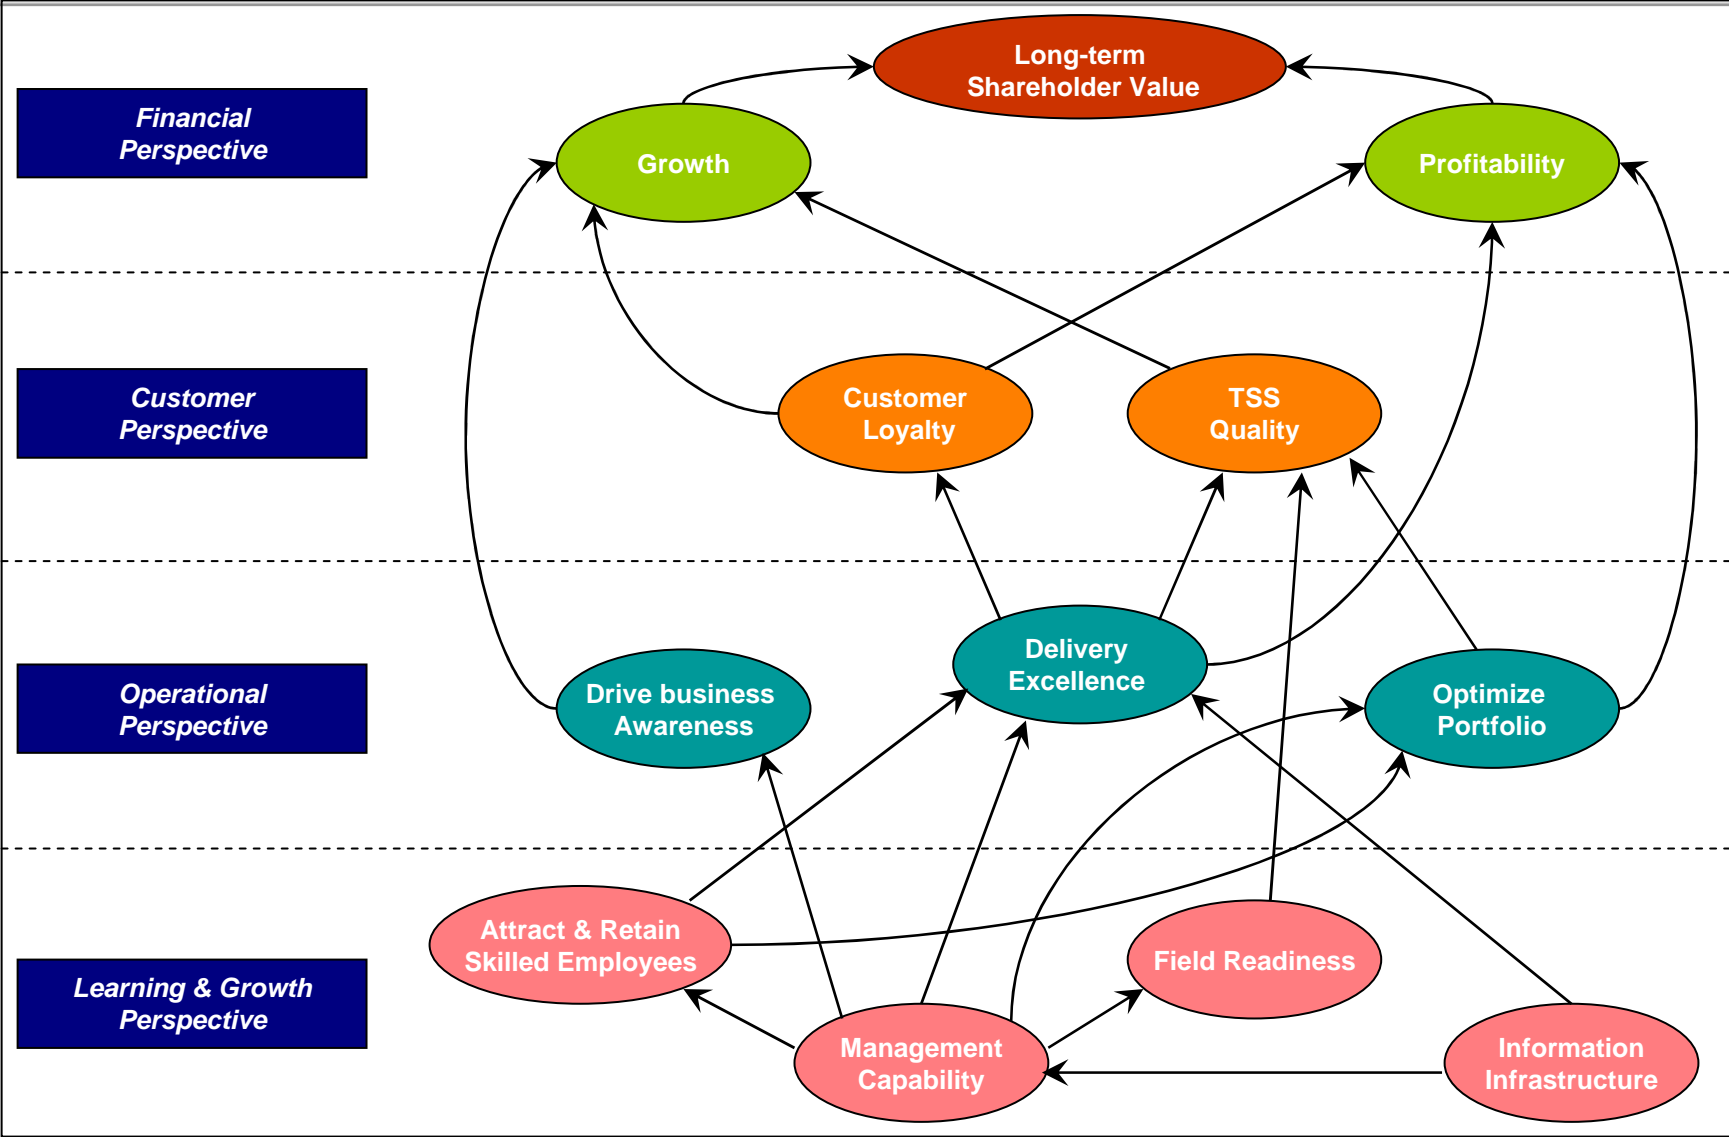 Long-term
Shareholder Value
Financial
Perspective
Growth
Profitability
Customer
Perspective
Customer
Loyalty
TSS
Quality
Operational
Perspective
Drive business
Awareness
Delivery
Excellence
Optimize
Portfolio
Learning & Growth
Perspective
Attract & Retain
Skilled Employees
Field Readiness
Management
Capability
Information
Infrastructure